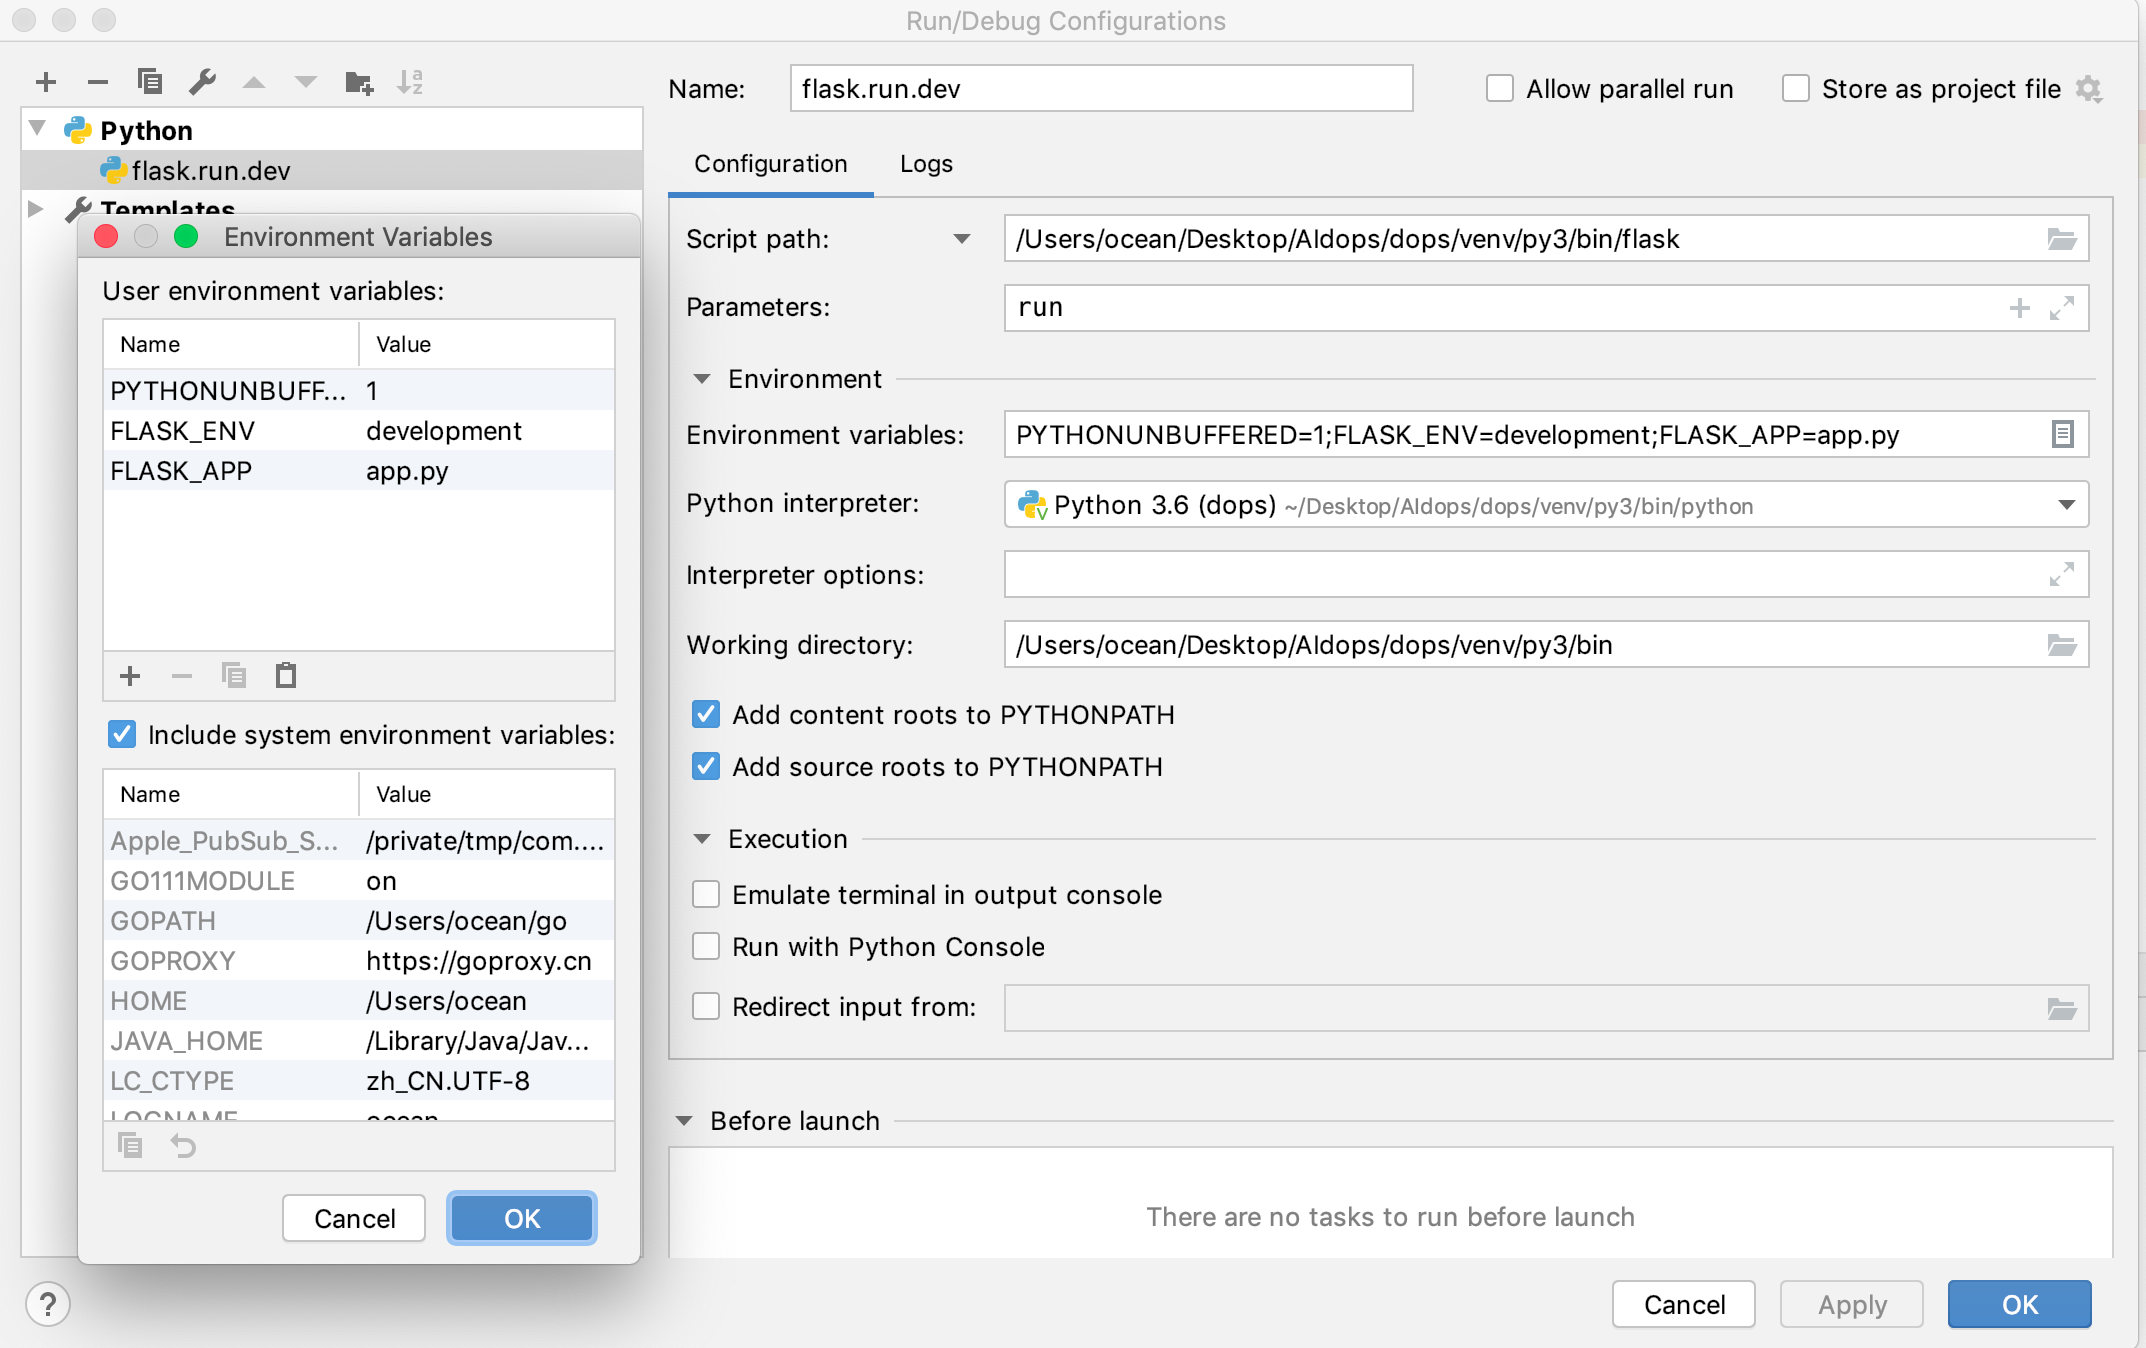 Run/Debug Configurations
Name: flask.run.dev
Allow parallel run
Store as project file
Python
flask.run.dev
Templates
Configuration Logs
Script path: /Users/ocean/Desktop/AIdops/dops/venv/py3/bin/flask
Parameters: run
Environment
Environment variables: PYTHONUNBUFFERED=1;FLASK_ENV=development;FLASK_APP=app.py
Python interpreter: Python 3.6 (dops) ~/Desktop/AIdops/dops/venv/py3/bin/python
Interpreter options:
Working directory: /Users/ocean/Desktop/AIdops/dops/venv/py3/bin
Add content roots to PYTHONPATH
Add source roots to PYTHONPATH
Execution
Emulate terminal in output console
Run with Python Console
Redirect input from:
Before launch
There are no tasks to run before launch
? Cancel Apply OK
Environment Variables
User environment variables:
Name Value
PYTHONUNBUFF... 1
FLASK_ENV development
FLASK_APP app.py
Include system environment variables:
Name Value
Apple_PubSub_S... /private/tmp/com....
GO111MODULE on
GOPATH /Users/ocean/go
GOPROXY https://goproxy.cn
HOME /Users/ocean
JAVA_HOME /Library/Java/Jav...
LC_CTYPE zh_CN.UTF-8
LOGNAME ocean
Cancel OK